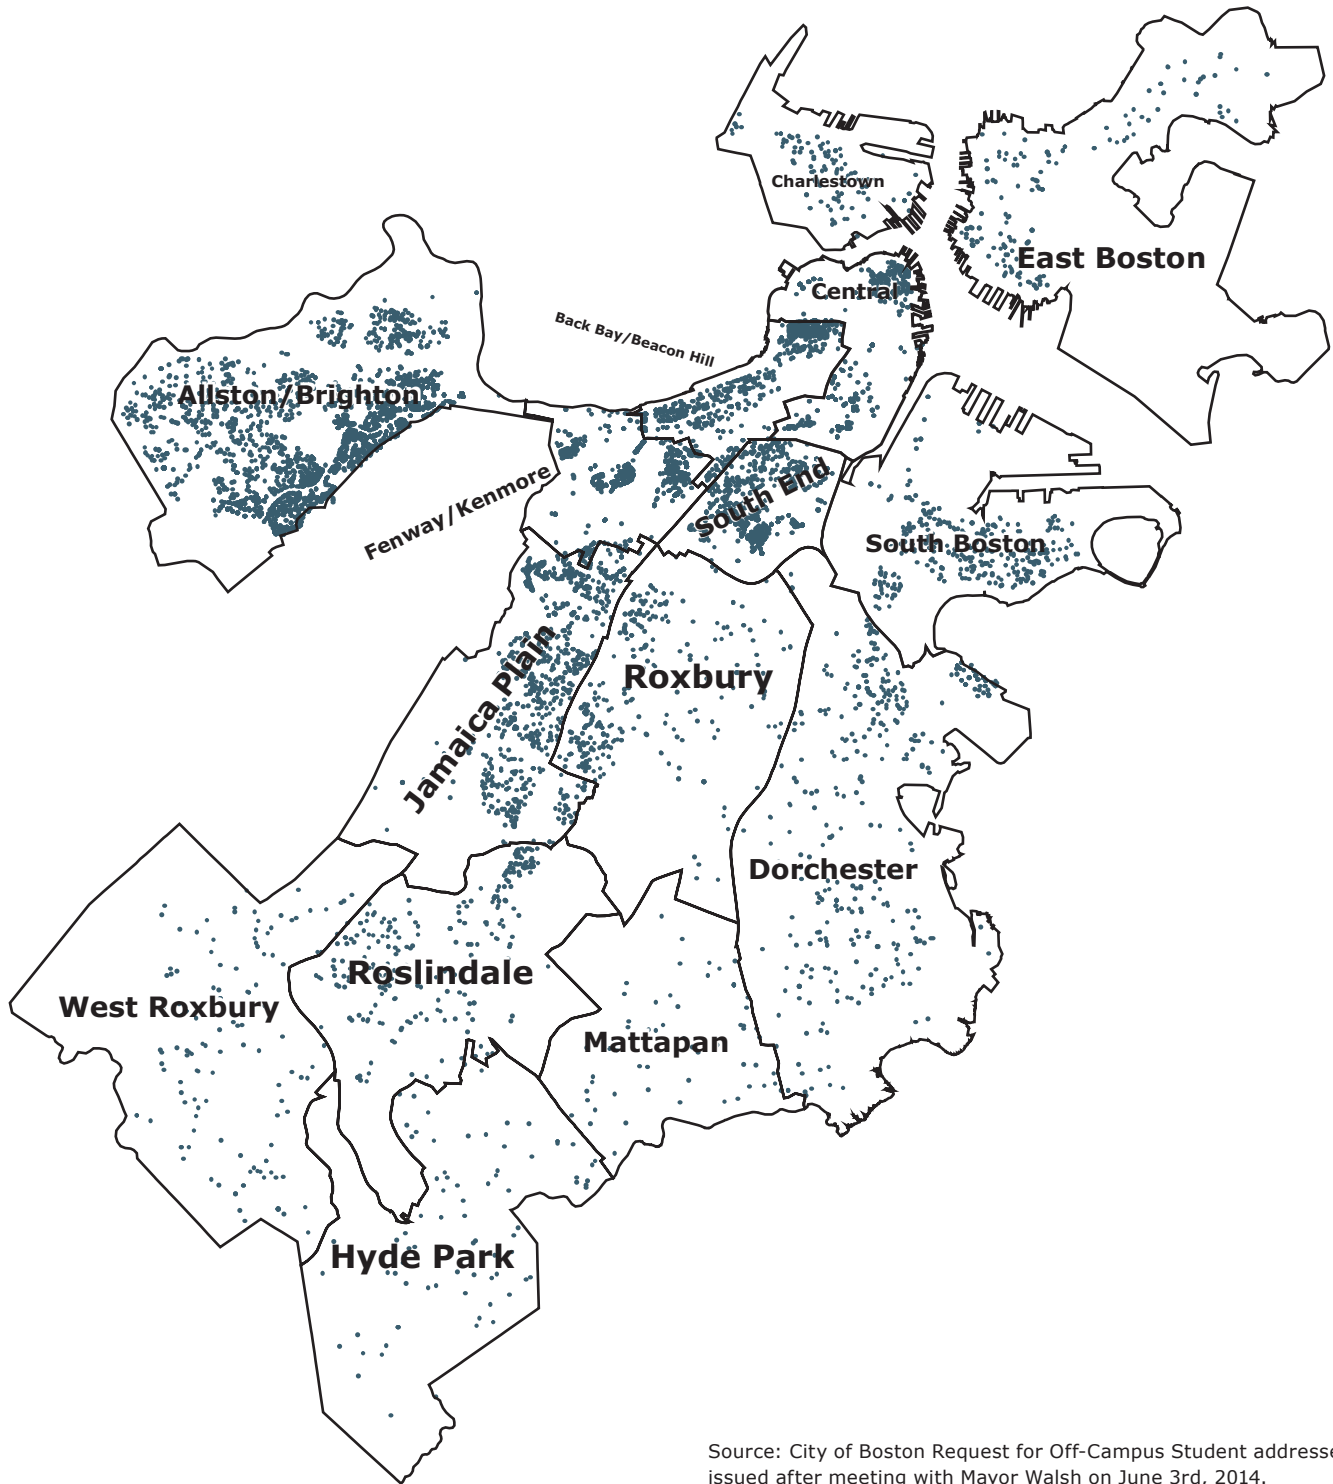 Charlestown
East Boston
Central
Back Bay/Beacon Hill
Allston/Brighton
Fenway/Kenmore
South End
South Boston
Jamaica Plain
Roxbury
Dorchester
Roslindale
West Roxbury
Mattapan
Hyde Park
Source: City of Boston Request for Off-Campus Student addresse
issued after meeting with Mayor Walsh on June 3rd, 2014.